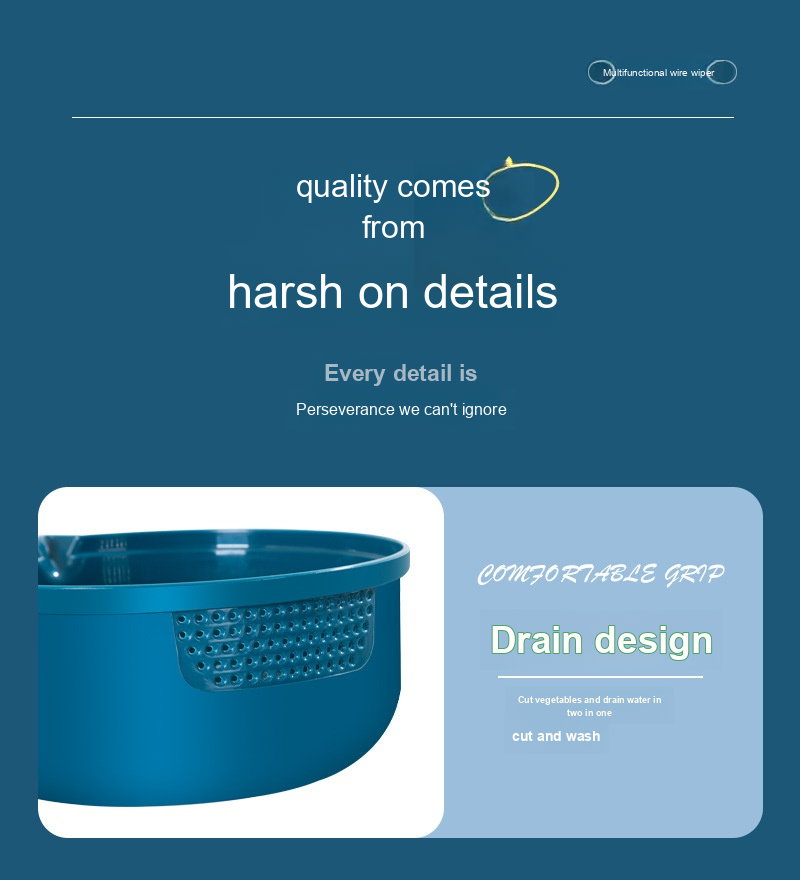 Multifunctional wire wiper
quality comes
from
harsh on details
Every detail is
Perseverance we can't ignore
COMFORTABLE GRIP
Drain design
Cut vegetables and drain water in
two in one
cut and wash